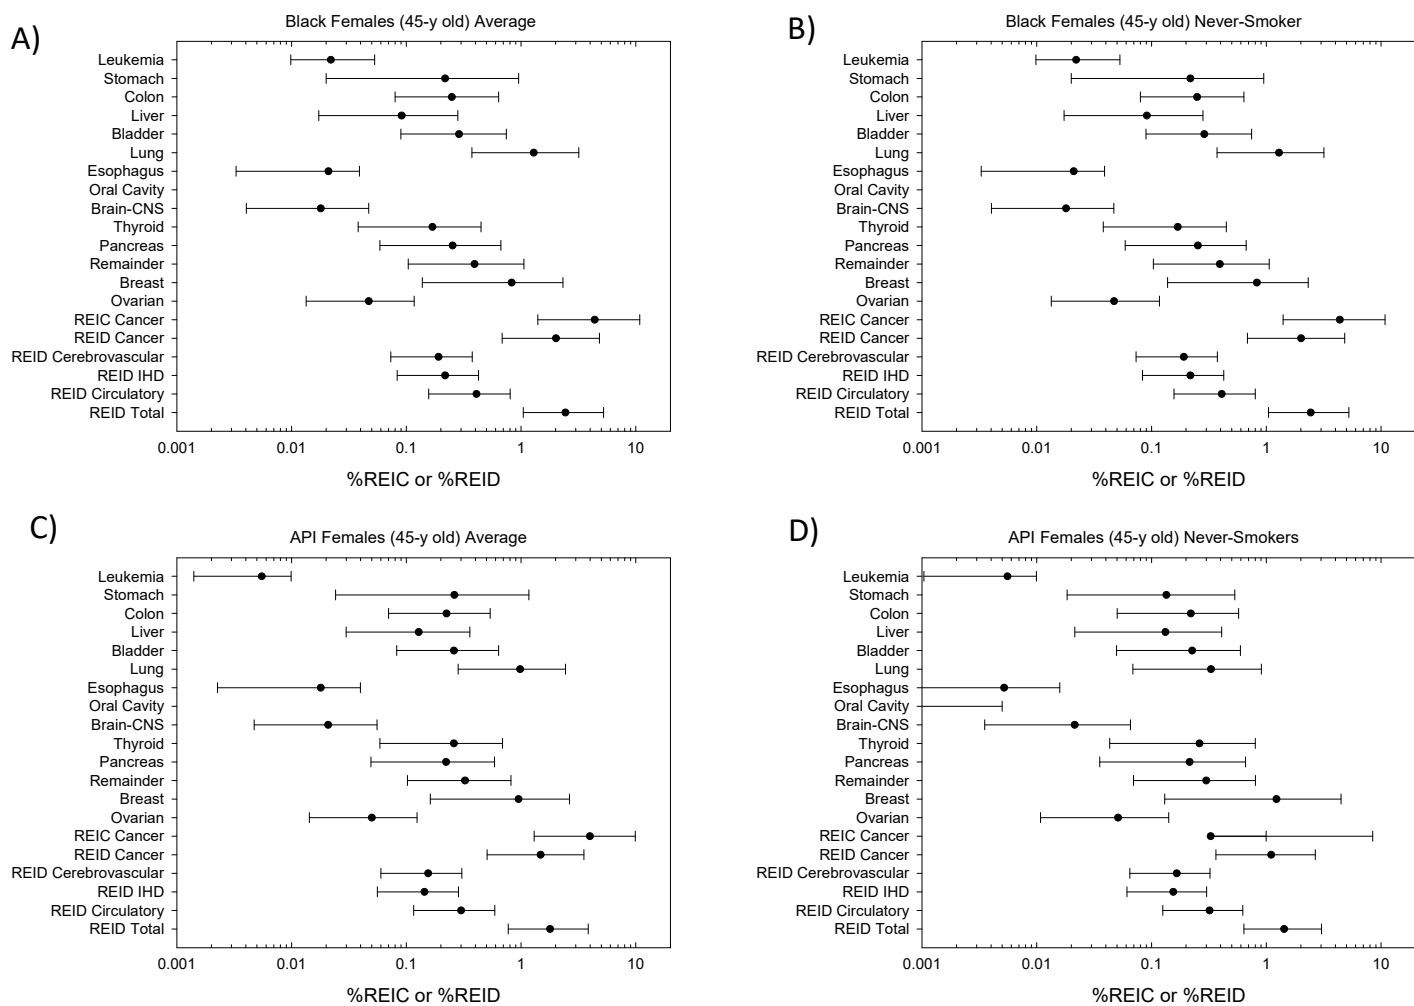 A)
Black Females (45-y old) Average
Leukemia
Stomach
Colon
Liver
Bladder
Lung
Esophagus
Oral Cavity
Brain-CNS
Thyroid
Pancreas
Remainder
Breast
Ovarian
REIC Cancer
REID Cancer
REID Cerebrovascular
REID IHD
REID Circulatory
REID Total
0.001 0.01 0.1 1 10
%REIC or %REID
B)
Black Females (45-y old) Never-Smoker
Leukemia
Stomach
Colon
Liver
Bladder
Lung
Esophagus
Oral Cavity
Brain-CNS
Thyroid
Pancreas
Remainder
Breast
Ovarian
REIC Cancer
REID Cancer
REID Cerebrovascular
REID IHD
REID Circulatory
REID Total
0.001 0.01 0.1 1 10
%REIC or %REID
C)
API Females (45-y old) Average
Leukemia
Stomach
Colon
Liver
Bladder
Lung
Esophagus
Oral Cavity
Brain-CNS
Thyroid
Pancreas
Remainder
Breast
Ovarian
REIC Cancer
REID Cancer
REID Cerebrovascular
REID IHD
REID Circulatory
REID Total
0.001 0.01 0.1 1 10
%REIC or %REID
D)
API Females (45-y old) Never-Smokers
Leukemia
Stomach
Colon
Liver
Bladder
Lung
Esophagus
Oral Cavity
Brain-CNS
Thyroid
Pancreas
Remainder
Breast
Ovarian
REIC Cancer
REID Cancer
REID Cerebrovascular
REID IHD
REID Circulatory
REID Total
0.001 0.01 0.1 1 10
%REIC or %REID